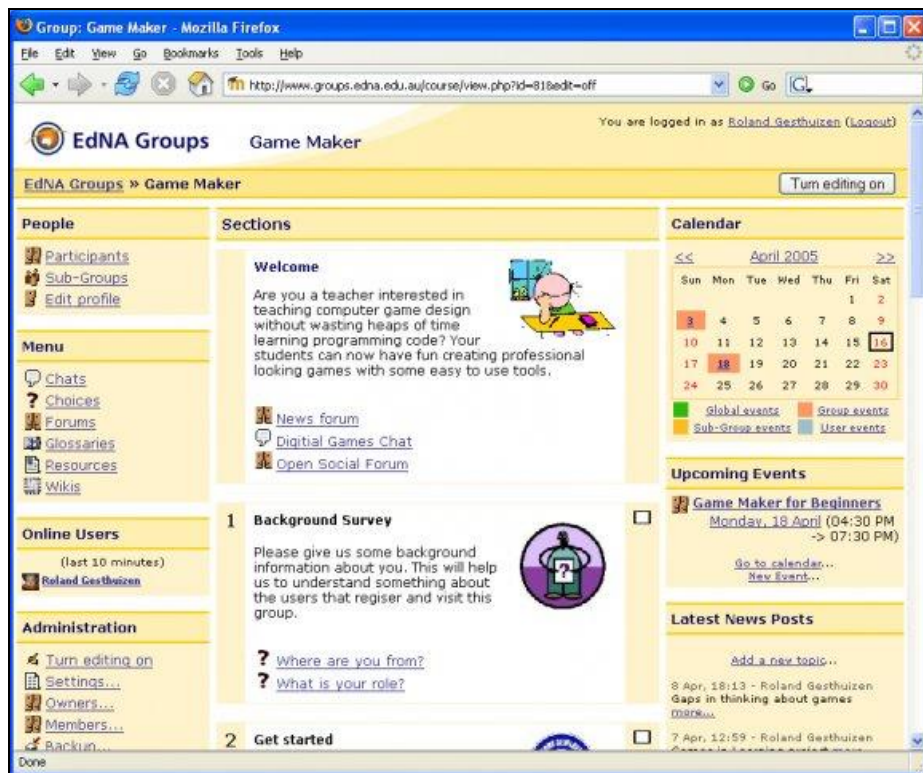 Group: Game Maker - Mozilla Firefox
File Edit View Go Bookmarks Tools Help
http://www.groups.edna.edu.au/course/view.php?id=81&edit=off
Go
G
You are logged in as Roland Gesthuizen (Logout)
EdNA Groups
Game Maker
EdNA Groups » Game Maker
Turn editing on
People
Participants
Sub-Groups
Edit profile
Menu
Chats
Choices
Forums
Glossaries
Resources
Wikis
Online Users
(last 10 minutes)
Roland Gesthuizen
Administration
Turn editing on
Settings...
Owners...
Members...
Backup...
Sections
Welcome
Are you a teacher interested in
teaching computer game design
without wasting heaps of time
learning programming code? Your
students can now have fun creating professional
looking games with some easy to use tools.
News forum
Digitial Games Chat
Open Social Forum
1 Background Survey
Please give us some background
information about you. This will help
us to understand something about
the users that regiser and visit this
group.
?
? Where are you from?
? What is your role?
2 Get started
Calendar
<< April 2005 >>
Sun Mon Tue Wed Thu Fri Sat
1 2
3 4 5 6 7 8 9
10 11 12 13 14 15 16
17 18 19 20 21 22 23
24 25 26 27 28 29 30
Global events Group events
Sub-Group events User events
Upcoming Events
Game Maker for Beginners
Monday, 18 April (04:30 PM
-> 07:30 PM)
Go to calendar...
New Event...
Latest News Posts
Add a new topic...
8 Apr, 18:13 - Roland Gesthuizen
Gaps in thinking about games
more...
7 Apr, 12:59 - Roland Gesthuizen
Done